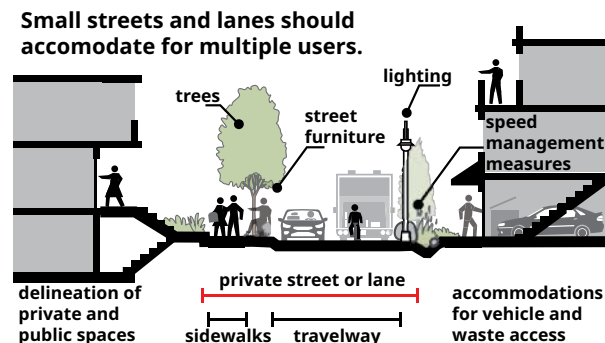 Small streets and lanes should
accomodate for multiple users.
lighting
trees
street
furniture
speed
management
measures
private street or lane
delineation of
private and
public spaces
accommodations
for vehicle and
waste access
sidewalks
travelway